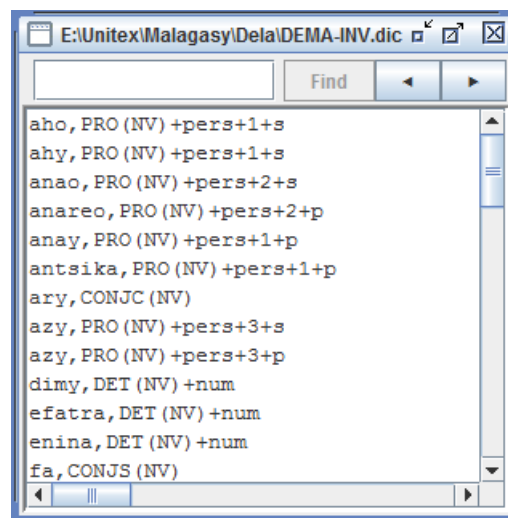 E:\Unitex\Malagasy\Dela\DEMA-INV.dic
Find
aho,PRO(NV)+pers+1+s
ahy,PRO(NV)+pers+1+s
anao,PRO(NV)+pers+2+s
anareo,PRO(NV)+pers+2+p
anay,PRO(NV)+pers+1+p
antsika,PRO(NV)+pers+1+p
ary,CONJC(NV)
azy,PRO(NV)+pers+3+s
azy,PRO(NV)+pers+3+p
dimy,DET(NV)+num
efatra,DET(NV)+num
enina,DET(NV)+num
fa,CONJS(NV)